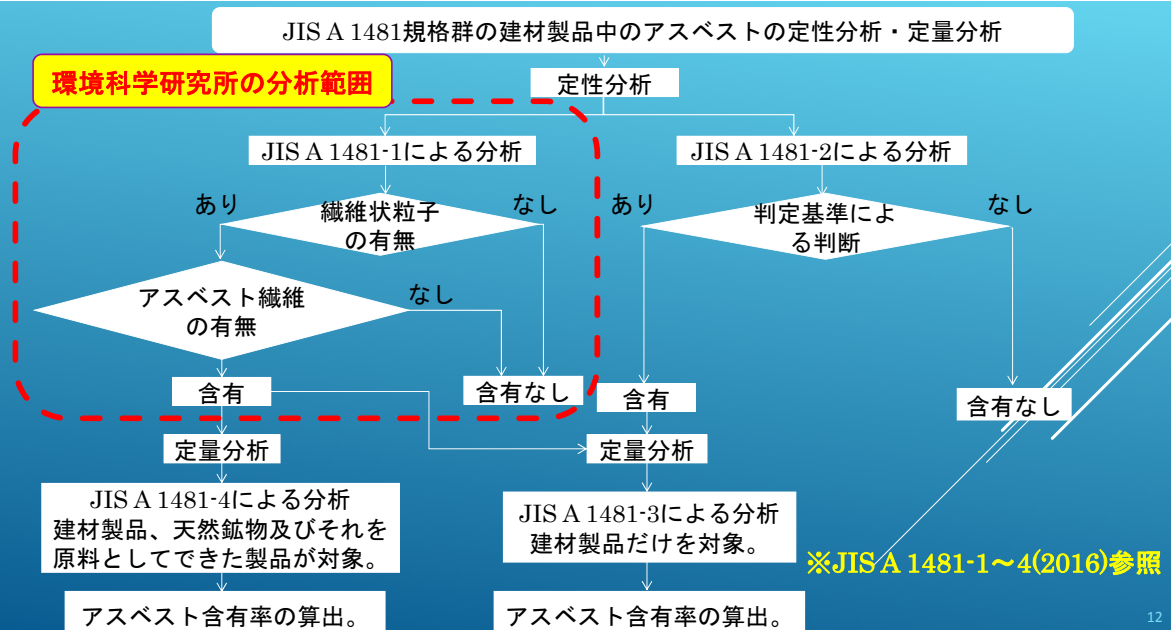 JIS A 1481規格群の建材製品中のアスベストの定性分析・定量分析
環境科学研究所の分析範囲
定性分析
JIS A 1481-1による分析
JIS A 1481-2による分析
あり
繊維状粒子
の有無
なし
あり
判定基準によ
る判断
なし
アスベスト繊維
の有無
なし
含有
含有なし
含有
含有なし
定量分析
定量分析
JIS A 1481-4による分析
建材製品、天然鉱物及びそれを
原料としてできた製品が対象。
JIS A 1481-3による分析
建材製品だけを対象。
※JIS A 1481-1～4(2016)参照
アスベスト含有率の算出。
アスベスト含有率の算出。
12